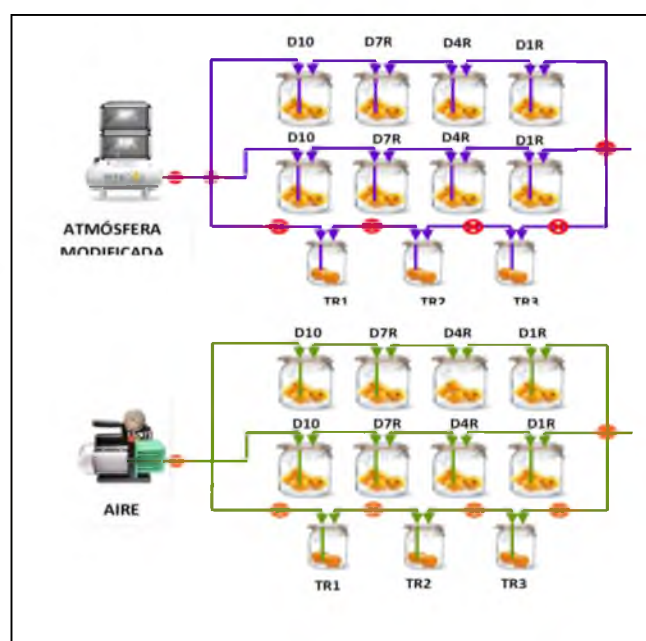 D10 D7R D4R D1R
D10 D7R D4R D1R
ATMÓSFERA
MODIFICADA
TR1 TR2 TR3
D10 D7R D4R D1R
D10 D7R D4R D1R
AIRE
TR1 TR2 TR3